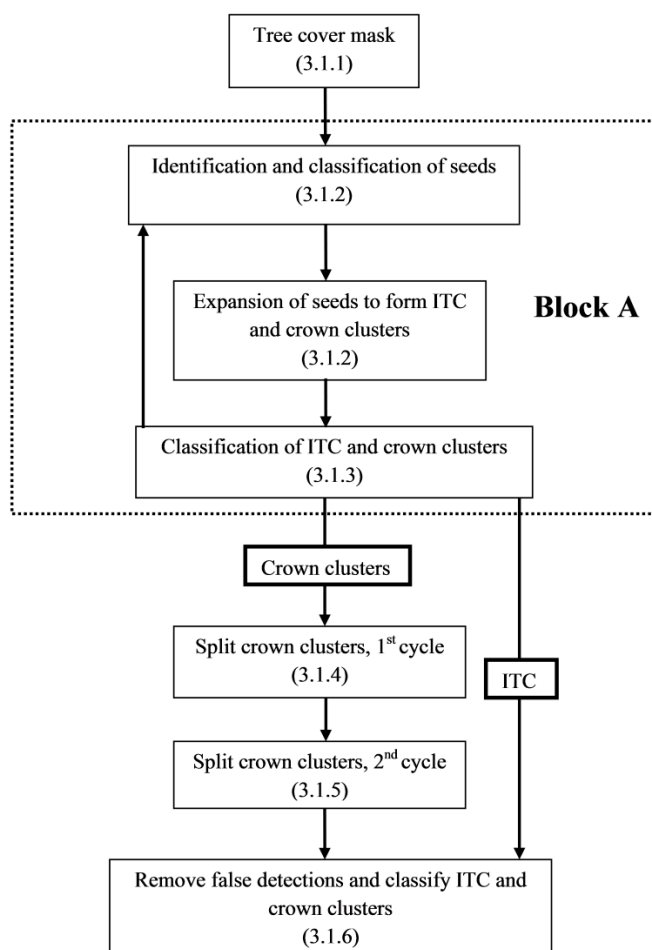 Tree cover mask
(3.1.1)
Identification and classification of seeds
(3.1.2)
Expansion of seeds to form ITC
and crown clusters
(3.1.2)
Block A
Classification of ITC and crown clusters
(3.1.3)
Crown clusters
Split crown clusters, 1st cycle
(3.1.4)
ITC
Split crown clusters, 2nd cycle
(3.1.5)
Remove false detections and classify ITC and
crown clusters
(3.1.6)